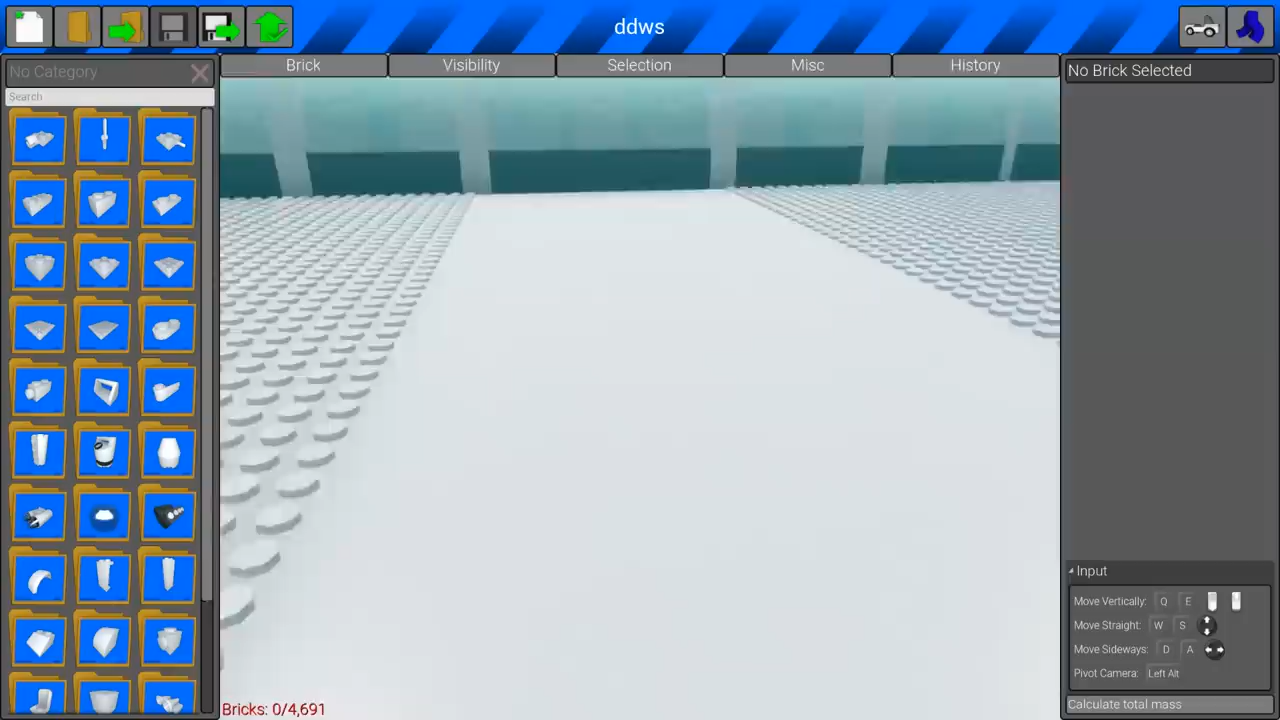 ddws
No Category
Search
Brick
Visibility
Selection
Misc
History
No Brick Selected
Input
Move Vertically: Q E
Move Straight: W S
Move Sideways: D A
Pivot Camera: Left Alt
Calculate total mass
Bricks: 0/4,691